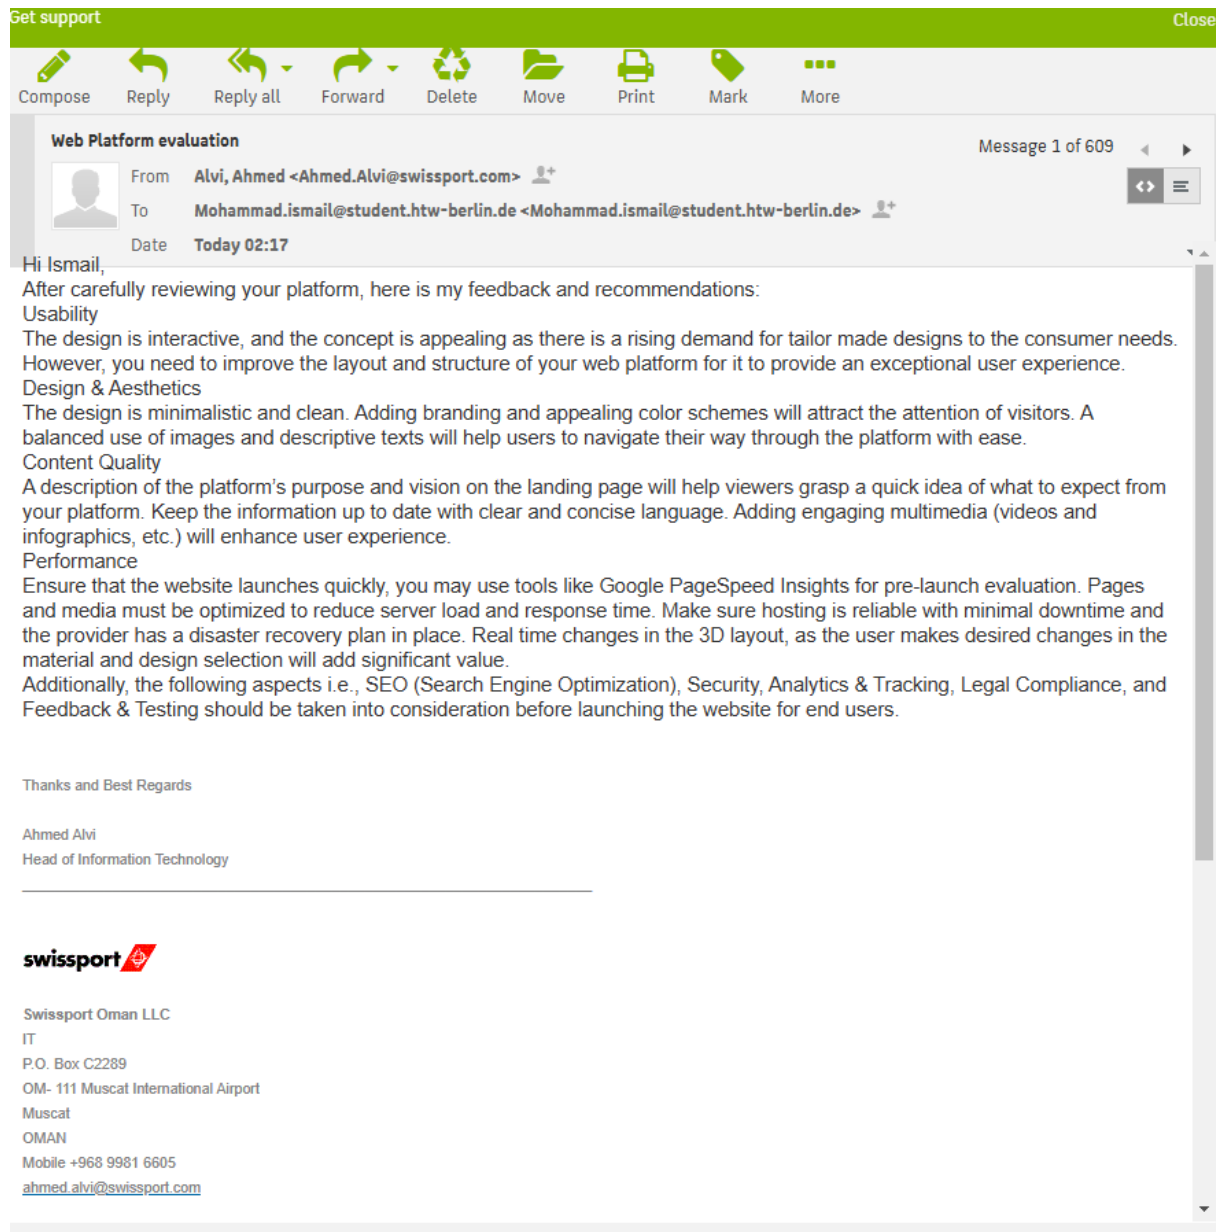 Get support
Close
Compose Reply Reply all Forward Delete Move Print Mark More
Web Platform evaluation
Message 1 of 609
From Alvi, Ahmed <Ahmed.Alvi@swissport.com>
To Mohammad.ismail@student.htw-berlin.de <Mohammad.ismail@student.htw-berlin.de>
Date Today 02:17
Hi Ismail,
After carefully reviewing your platform, here is my feedback and recommendations:
Usability
The design is interactive, and the concept is appealing as there is a rising demand for tailor made designs to the consumer needs.
However, you need to improve the layout and structure of your web platform for it to provide an exceptional user experience.
Design & Aesthetics
The design is minimalistic and clean. Adding branding and appealing color schemes will attract the attention of visitors. A
balanced use of images and descriptive texts will help users to navigate their way through the platform with ease.
Content Quality
A description of the platform’s purpose and vision on the landing page will help viewers grasp a quick idea of what to expect from
your platform. Keep the information up to date with clear and concise language. Adding engaging multimedia (videos and
infographics, etc.) will enhance user experience.
Performance
Ensure that the website launches quickly, you may use tools like Google PageSpeed Insights for pre-launch evaluation. Pages
and media must be optimized to reduce server load and response time. Make sure hosting is reliable with minimal downtime and
the provider has a disaster recovery plan in place. Real time changes in the 3D layout, as the user makes desired changes in the
material and design selection will add significant value.
Additionally, the following aspects i.e., SEO (Search Engine Optimization), Security, Analytics & Tracking, Legal Compliance, and
Feedback & Testing should be taken into consideration before launching the website for end users.
Thanks and Best Regards
Ahmed Alvi
Head of Information Technology
swissport
Swissport Oman LLC
IT
P.O. Box C2289
OM- 111 Muscat International Airport
Muscat
OMAN
Mobile +968 9981 6605
ahmed.alvi@swissport.com